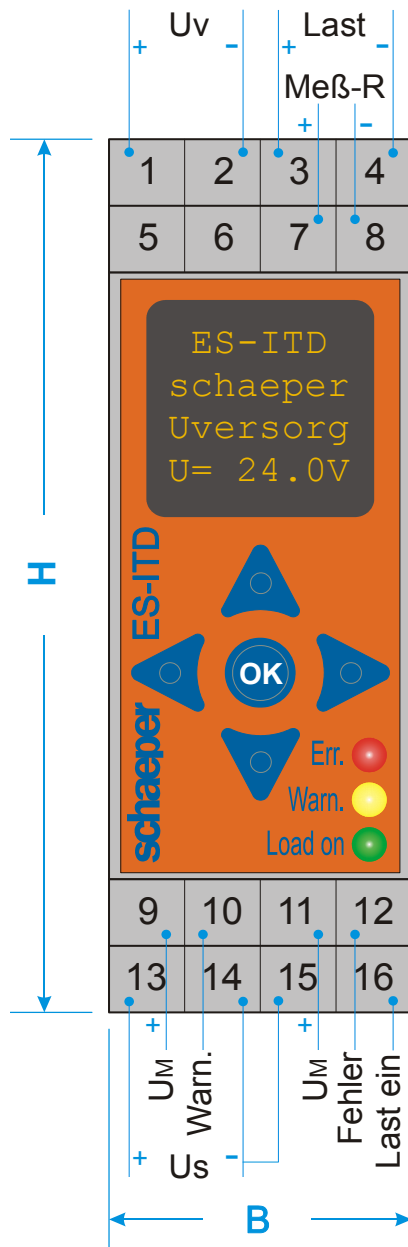 Uv Last
+ - + -
Meß-R
+ -
1 2 3 4
5 6 7 8
ES-ITD
schaeper
Uversorg
U= 24.0V
H
schaeper ES-ITD
OK
Err.
Warn.
Load on
9 10 11 12
13 14 15 16
+ +
UM Warn. UM Fehler Last ein
+ Us -
B